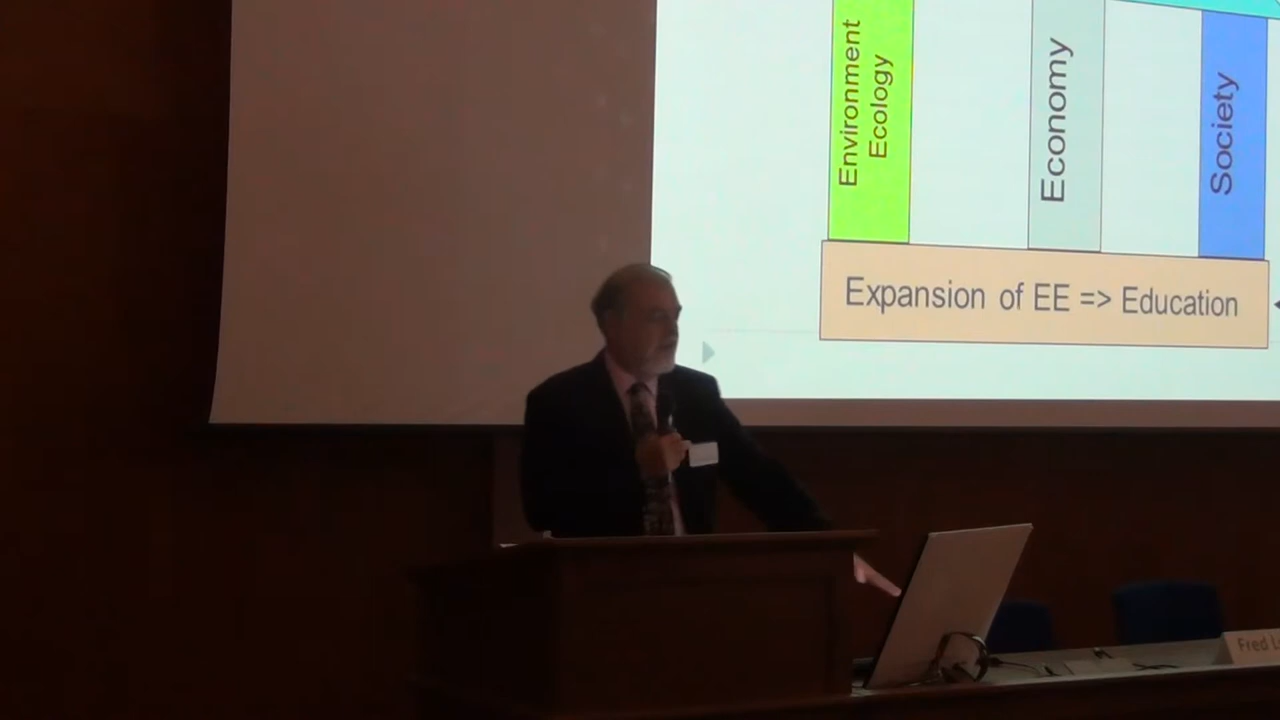 Environment
Ecology
Economy
Society
Expansion of EE => Education
Fred